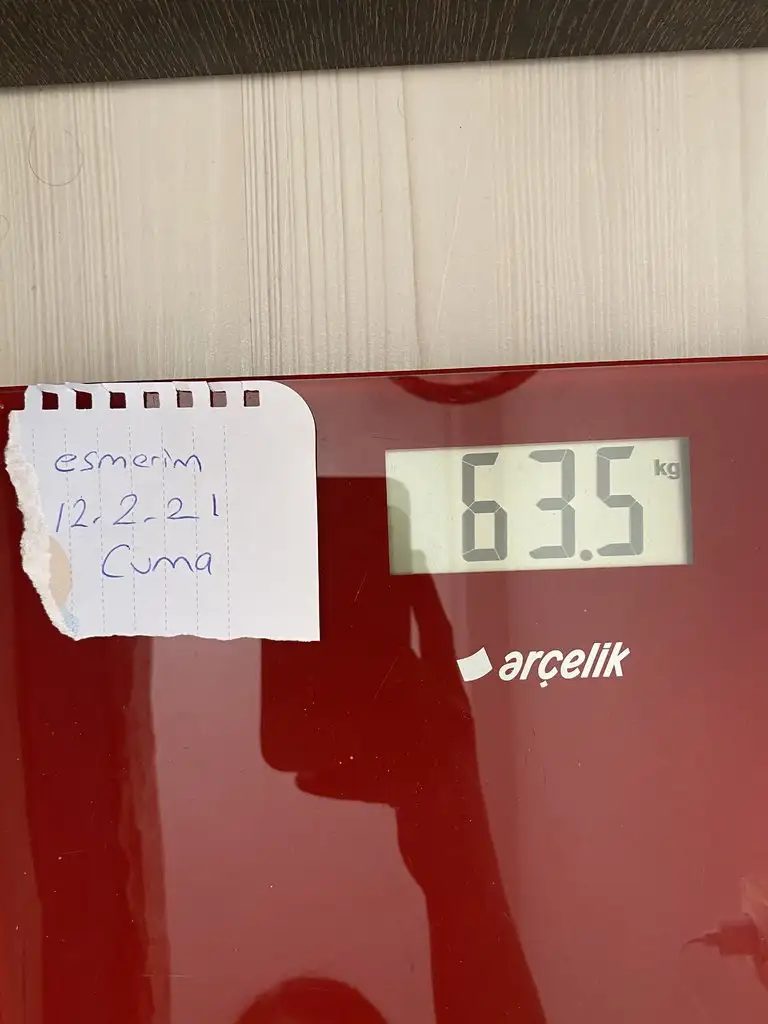 esmerim
12.2.21
Cuma
63.5 kg
arçelik